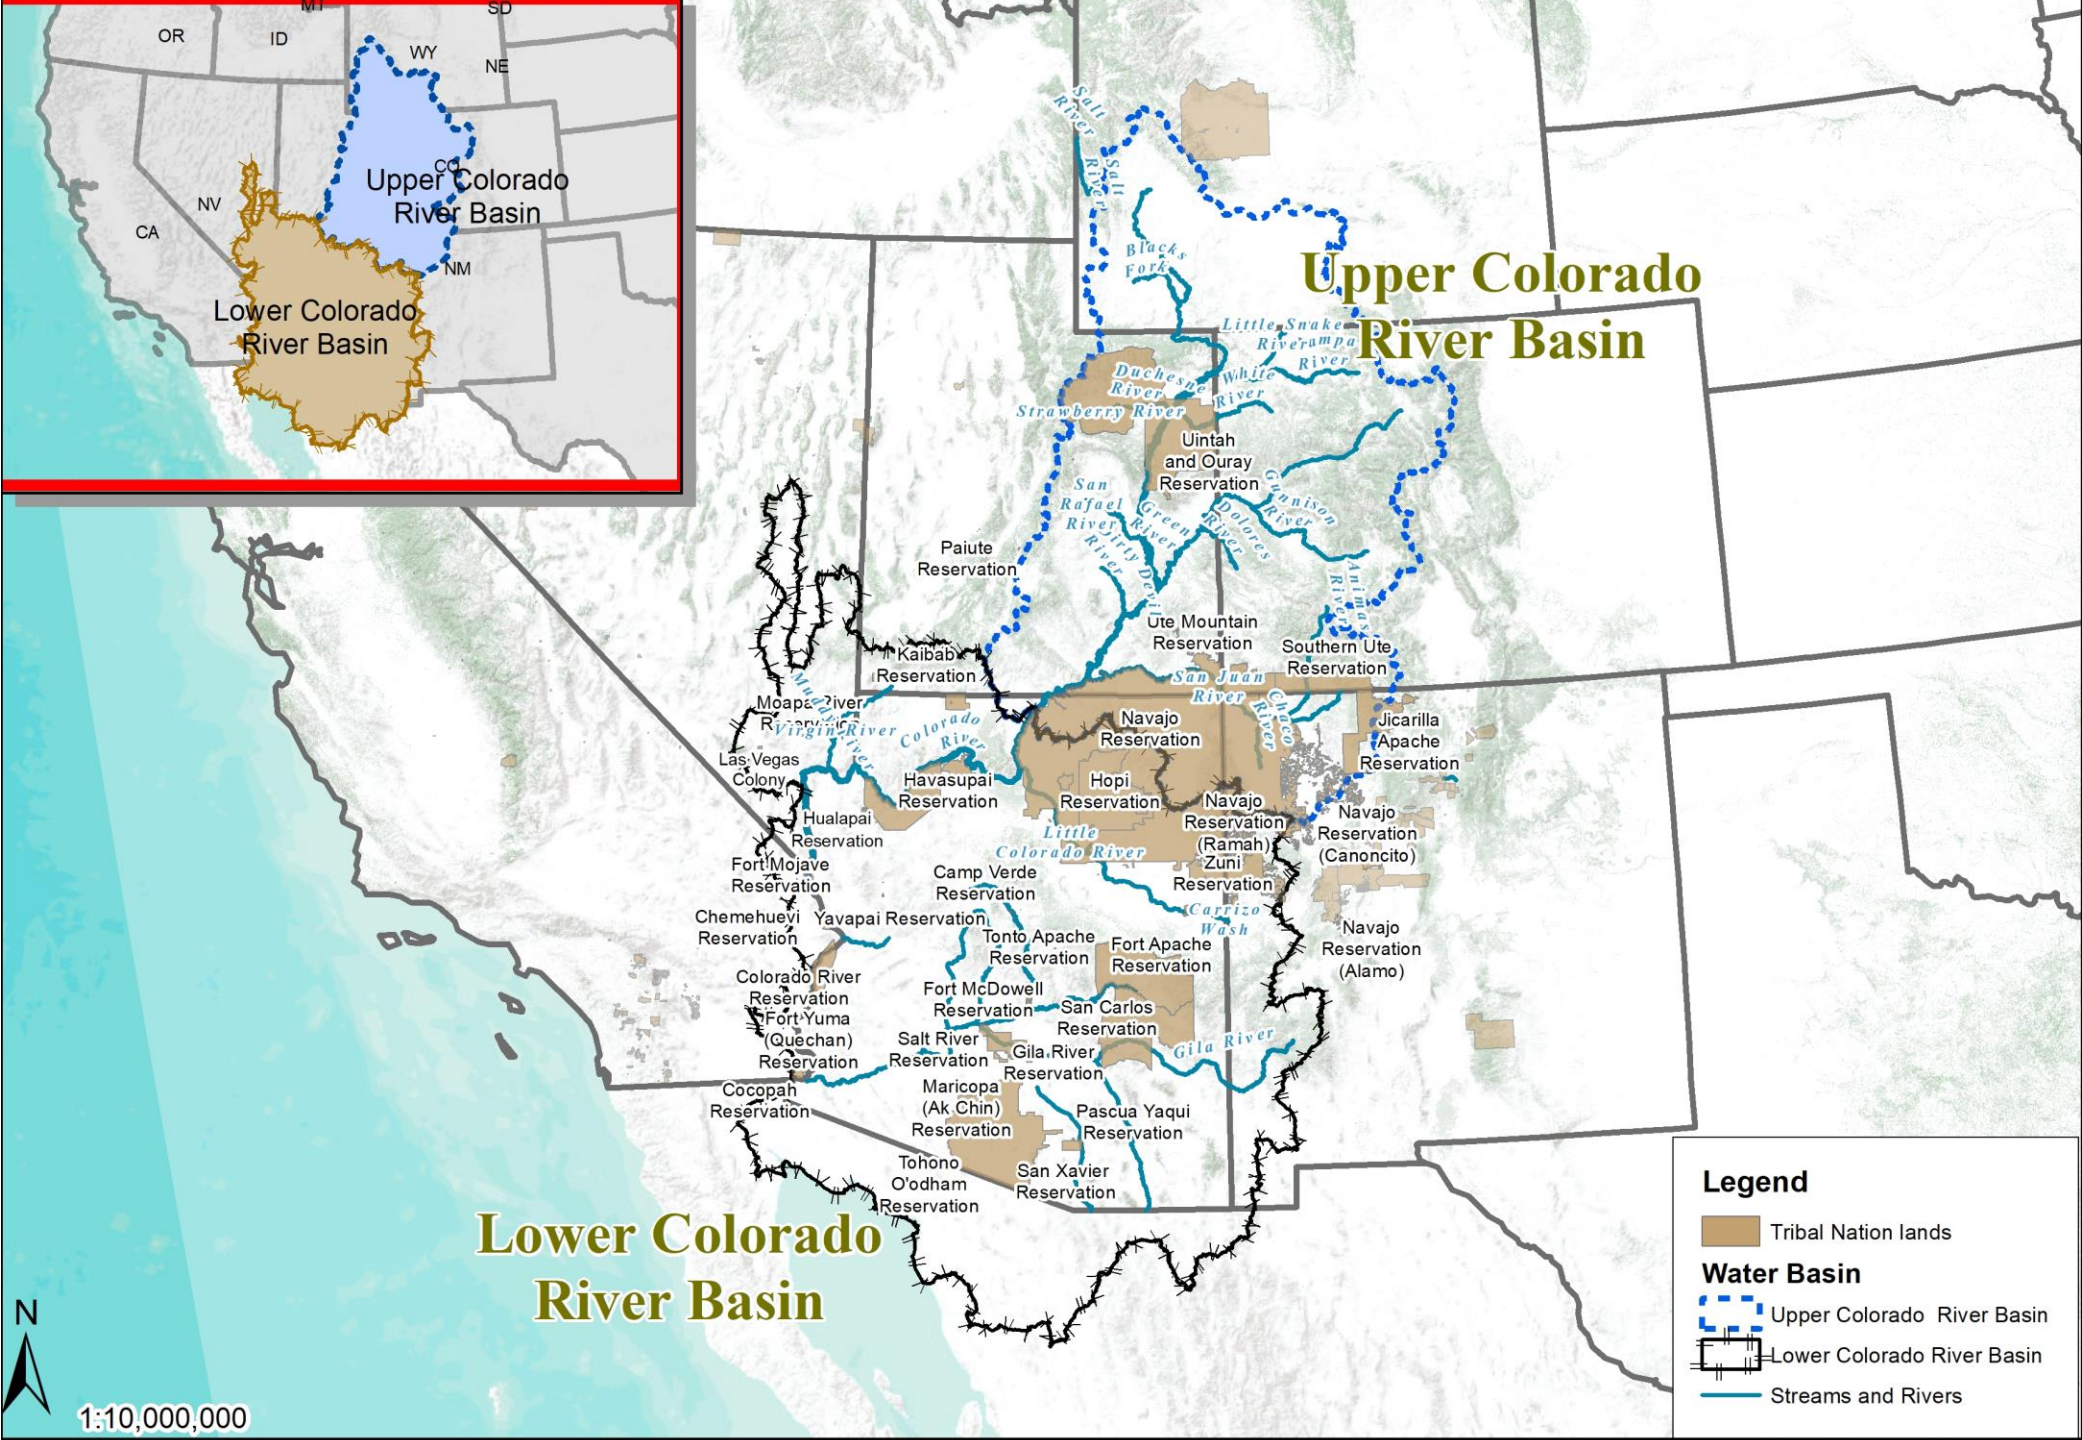 MT
SD
OR
ID
WY
NE
CO
Upper Colorado
River Basin
NV
CA
NM
Lower Colorado
River Basin
Salt
River
Salt
River
Blacks
Fork
Upper Colorado
River Basin
Little Snake
River
ampa
River
Duchesne
River
White
River
Strawberry River
Uintah
and Ouray
Reservation
San
Rafael
River
Green
River
Dolores
River
Gunnison
River
Dirty Devil
River
Animas
River
Paiute
Reservation
Ute Mountain
Reservation
Southern Ute
Reservation
Kaibab
Reservation
San Juan
River
Chaco
River
Moapa River
Reservation
Muddy River
Virgin River
Colorado
River
Navajo
Reservation
Jicarilla
Apache
Reservation
Las Vegas
Colony
Havasupai
Reservation
Hopi
Reservation
Navajo
Reservation
(Ramah)
Navajo
Reservation
(Canoncito)
Hualapai
Reservation
Little
Colorado River
Zuni
Reservation
Fort Mojave
Reservation
Camp Verde
Reservation
Carrizo
Wash
Chemehuevi
Reservation
Yavapai Reservation
Tonto Apache
Reservation
Fort Apache
Reservation
Navajo
Reservation
(Alamo)
Colorado River
Reservation
Fort McDowell
Reservation
San Carlos
Reservation
Fort Yuma
(Quechan)
Reservation
Salt River
Reservation
Gila River
Reservation
Gila River
Cocopah
Reservation
Maricopa
(Ak Chin)
Reservation
Pascua Yaqui
Reservation
Tohono
O'odham
Reservation
San Xavier
Reservation
Lower Colorado
River Basin
Legend
Tribal Nation lands
Water Basin
Upper Colorado River Basin
Lower Colorado River Basin
Streams and Rivers
N
1:10,000,000